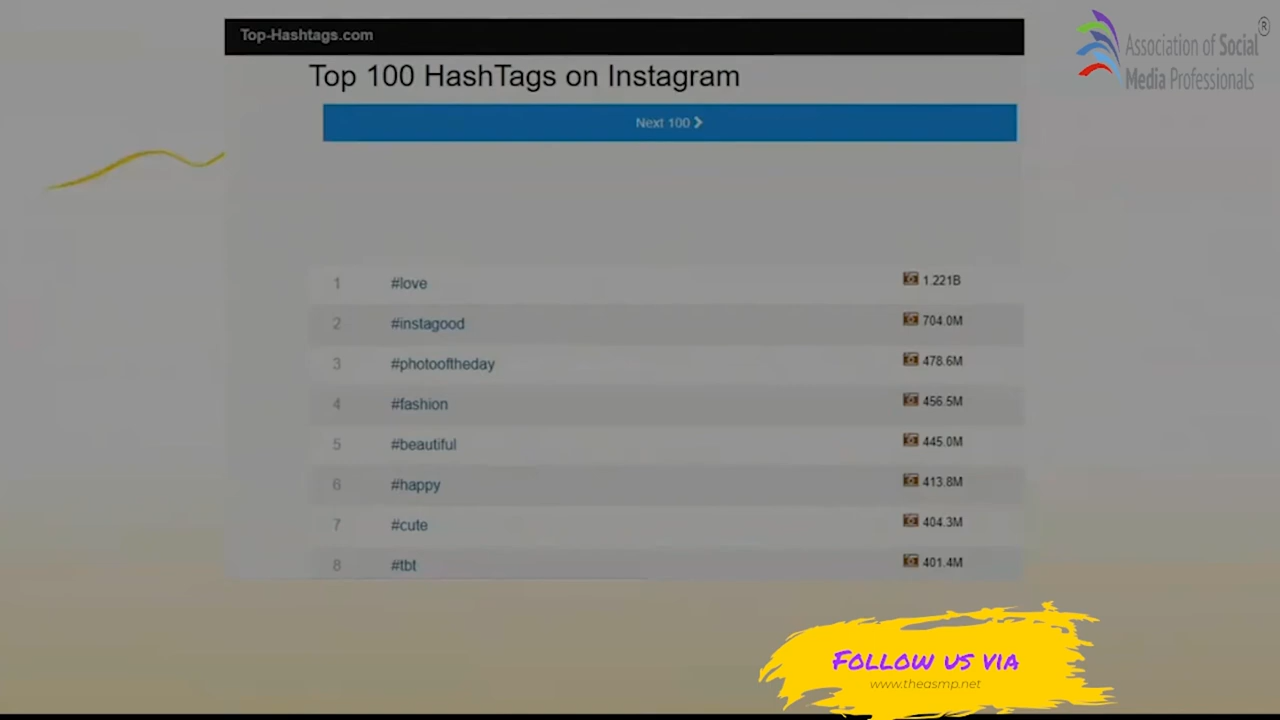 Top-Hashtags.com
Association of Social
Media Professionals
®
Top 100 HashTags on Instagram
Next 100
1 #love 1.221B
2 #instagood 704.0M
3 #photooftheday 478.6M
4 #fashion 456.5M
5 #beautiful 445.0M
6 #happy 413.8M
7 #cute 404.3M
8 #tbt 401.4M
Follow us via
www.theasmp.net